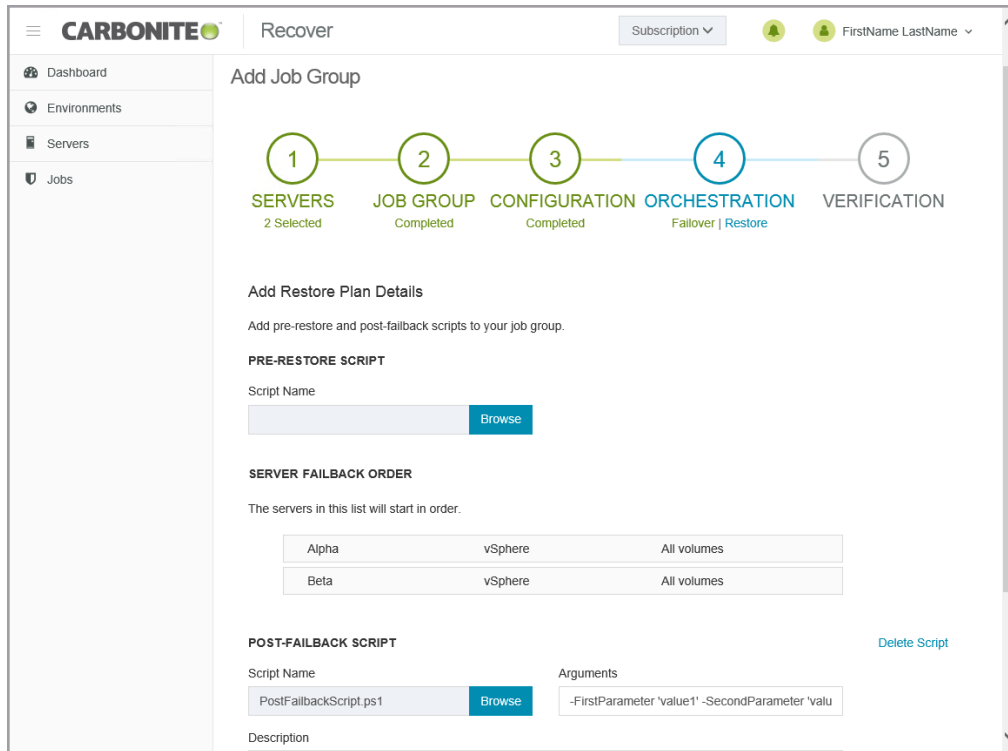 CARBONITE Recover Subscription FirstName LastName
Dashboard
Environments
Servers
Jobs
Add Job Group
1 2 3 4 5
SERVERS JOB GROUP CONFIGURATION ORCHESTRATION VERIFICATION
2 Selected Completed Completed Failover | Restore
Add Restore Plan Details
Add pre-restore and post-failback scripts to your job group.
PRE-RESTORE SCRIPT
Script Name
Browse
SERVER FAILBACK ORDER
The servers in this list will start in order.
Alpha vSphere All volumes
Beta vSphere All volumes
POST-FAILBACK SCRIPT Delete Script
Script Name Arguments
PostFailbackScript.ps1 Browse -FirstParameter 'value1' -SecondParameter 'valu
Description